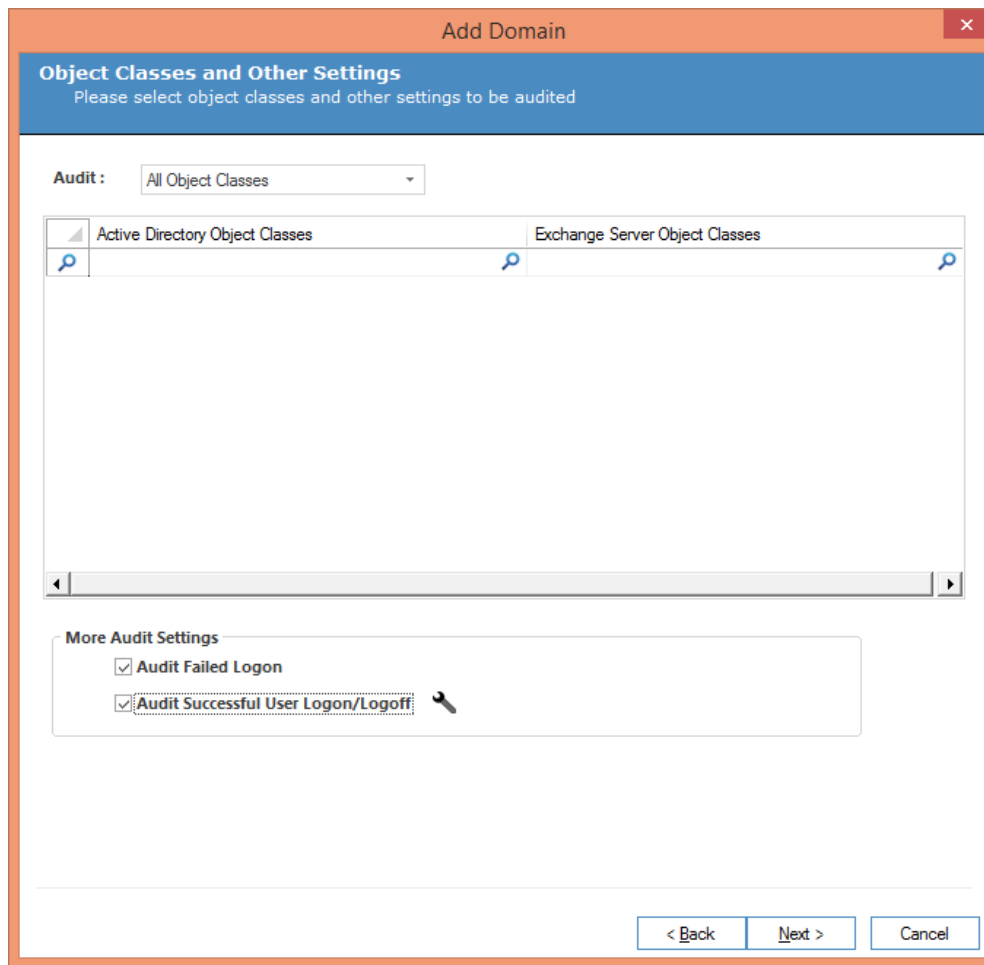 Add Domain
Object Classes and Other Settings
Please select object classes and other settings to be audited
Audit : All Object Classes
Active Directory Object Classes Exchange Server Object Classes
More Audit Settings
Audit Failed Logon
Audit Successful User Logon/Logoff
< Back Next > Cancel